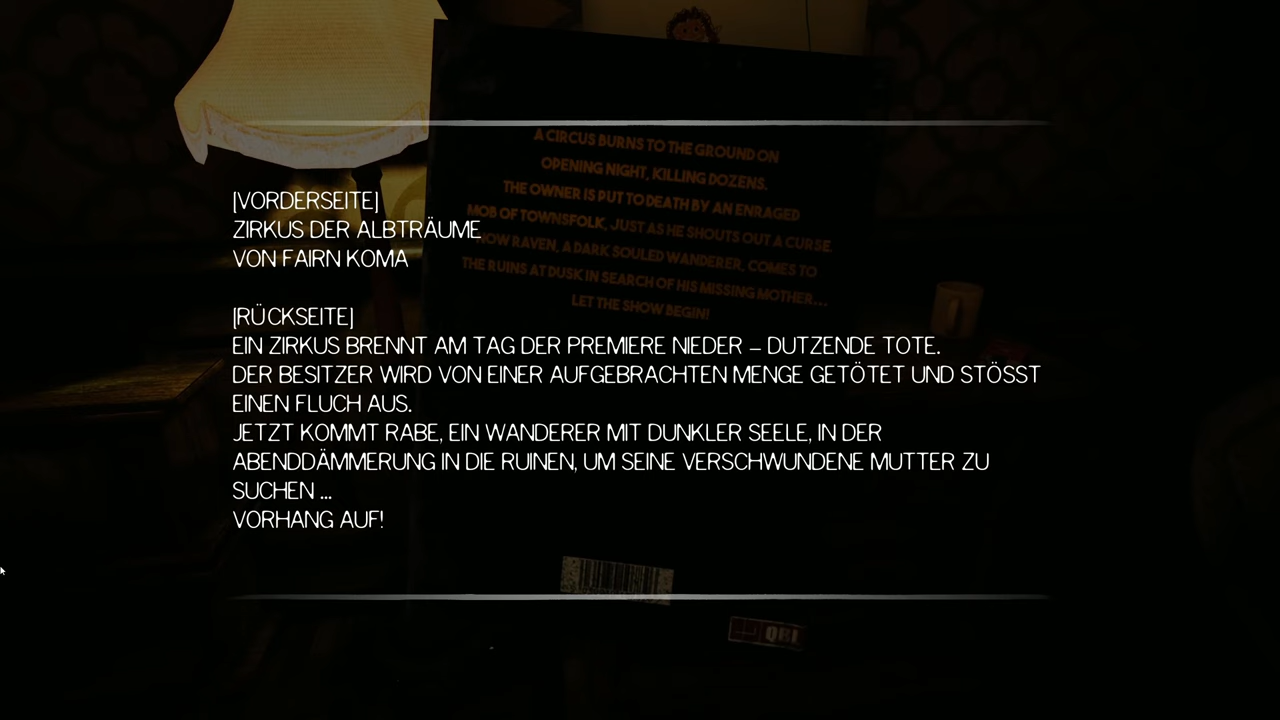 A CIRCUS BURNS TO THE GROUND ON
OPENING NIGHT, KILLING DOZENS.
THE OWNER IS PUT TO DEATH BY AN ENRAGED
MOB OF TOWNSFOLK, JUST AS HE SHOUTS OUT A CURSE.
NOW RAVEN, A DARK SOULED WANDERER, COMES TO
THE RUINS AT DUSK IN SEARCH OF HIS MISSING MOTHER...
LET THE SHOW BEGIN!
[VORDERSEITE]
ZIRKUS DER ALBTRÄUME
VON FAIRN KOMA
[RÜCKSEITE]
EIN ZIRKUS BRENNT AM TAG DER PREMIERE NIEDER – DUTZENDE TOTE.
DER BESITZER WIRD VON EINER AUFGEBRACHTEN MENGE GETÖTET UND STÖSST
EINEN FLUCH AUS.
JETZT KOMMT RABE, EIN WANDERER MIT DUNKLER SEELE, IN DER
ABENDDÄMMERUNG IN DIE RUINEN, UM SEINE VERSCHWUNDENE MUTTER ZU
SUCHEN ...
VORHANG AUF!
QBL